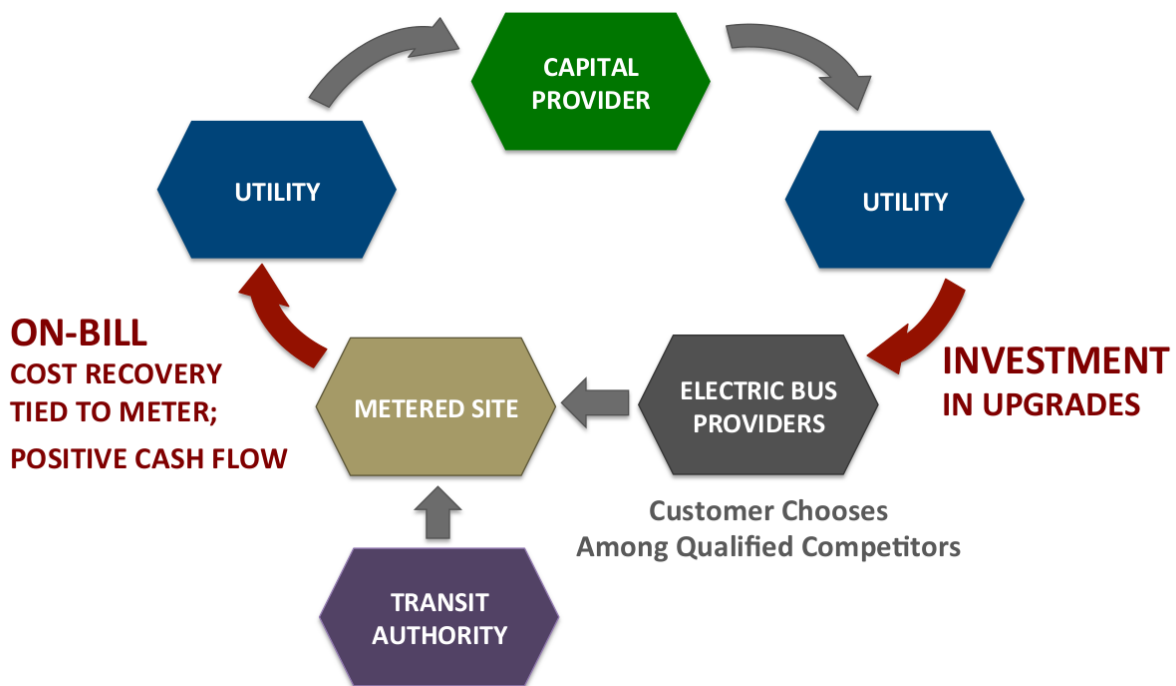 CAPITAL
PROVIDER
UTILITY
UTILITY
ON-BILL
COST RECOVERY
TIED TO METER;
POSITIVE CASH FLOW
METERED SITE
ELECTRIC BUS
PROVIDERS
INVESTMENT
IN UPGRADES
Customer Chooses
Among Qualified Competitors
TRANSIT
AUTHORITY